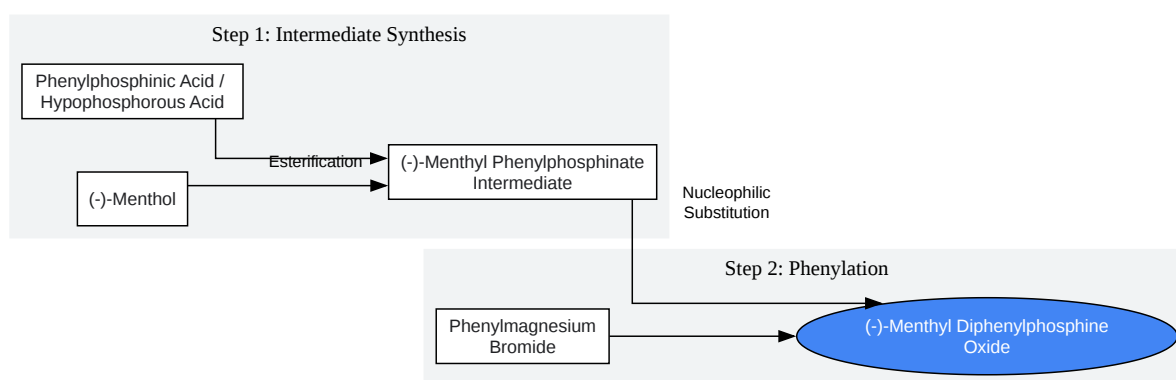 Step 1: Intermediate Synthesis
Phenylphosphinic Acid /
Hypophosphorous Acid
Esterification
(-)-Menthyl Phenylphosphinate
Intermediate
(-)-Menthol
Nucleophilic
Substitution
Step 2: Phenylation
Phenylmagnesium
Bromide
(-)-Menthyl Diphenylphosphine
Oxide